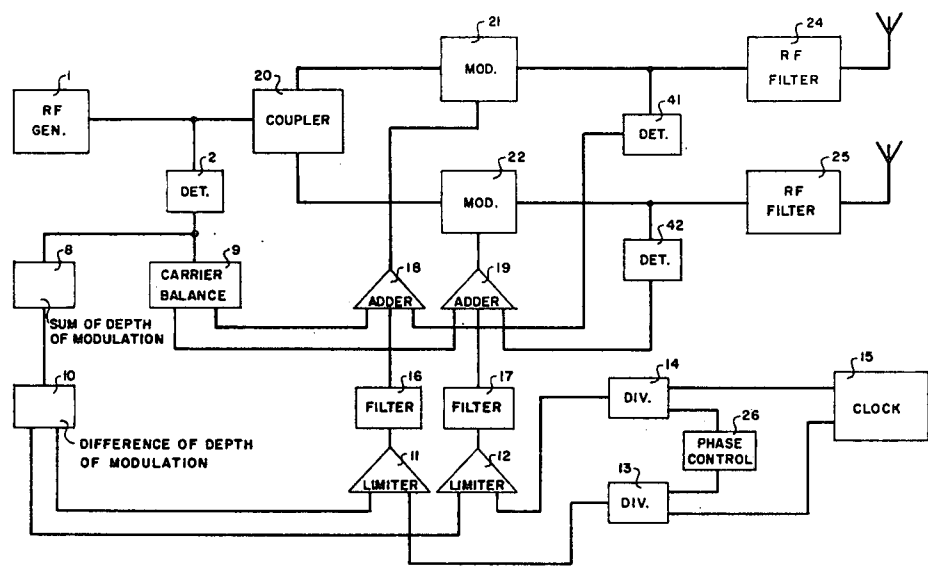 1
RF
GEN.
2
DET.
20
COUPLER
21
MOD.
22
MOD.
24
RF
FILTER
25
RF
FILTER
41
DET.
42
DET.
8
SUM OF DEPTH
OF MODULATION
9
CARRIER
BALANCE
18
ADDER
19
ADDER
10
DIFFERENCE OF DEPTH
OF MODULATION
16
FILTER
17
FILTER
11
LIMITER
12
LIMITER
14
DIV.
26
PHASE
CONTROL
13
DIV.
15
CLOCK